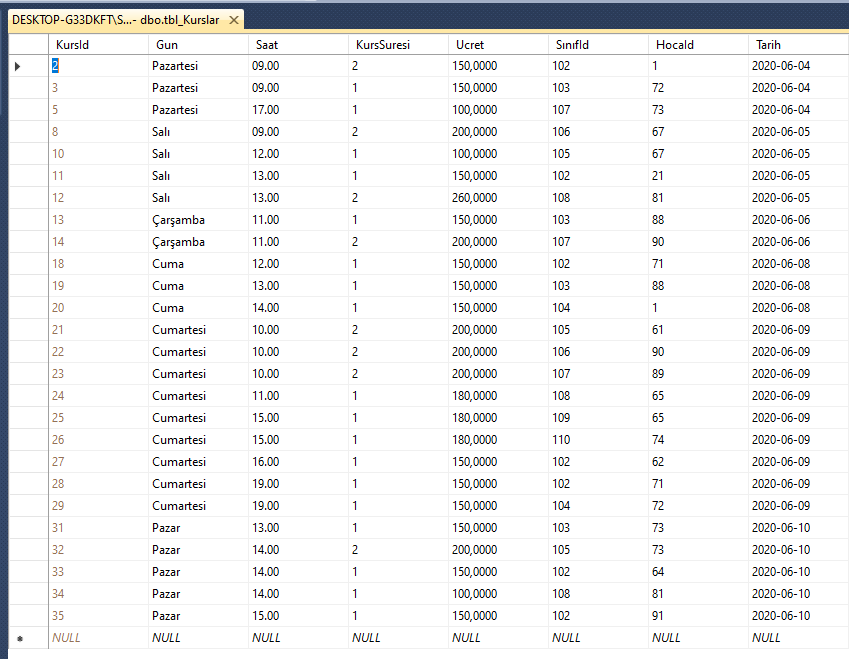 DESKTOP-G33DKFT\S...- dbo.tbl_Kurslar
KursId Gun Saat KursSuresi Ucret SınıfId HocaId Tarih
2 Pazartesi 09.00 2 150,0000 102 1 2020-06-04
3 Pazartesi 09.00 1 150,0000 103 72 2020-06-04
5 Pazartesi 17.00 1 100,0000 107 73 2020-06-04
8 Salı 09.00 2 200,0000 106 67 2020-06-05
10 Salı 12.00 1 100,0000 105 67 2020-06-05
11 Salı 13.00 1 150,0000 102 21 2020-06-05
12 Salı 13.00 2 260,0000 108 81 2020-06-05
13 Çarşamba 11.00 1 150,0000 103 88 2020-06-06
14 Çarşamba 11.00 2 200,0000 107 90 2020-06-06
18 Cuma 12.00 1 150,0000 102 71 2020-06-08
19 Cuma 13.00 1 150,0000 103 88 2020-06-08
20 Cuma 14.00 1 150,0000 104 1 2020-06-08
21 Cumartesi 10.00 2 200,0000 105 61 2020-06-09
22 Cumartesi 10.00 2 200,0000 106 90 2020-06-09
23 Cumartesi 10.00 2 200,0000 107 89 2020-06-09
24 Cumartesi 11.00 1 180,0000 108 65 2020-06-09
25 Cumartesi 15.00 1 180,0000 109 65 2020-06-09
26 Cumartesi 15.00 1 180,0000 110 74 2020-06-09
27 Cumartesi 16.00 1 150,0000 102 62 2020-06-09
28 Cumartesi 19.00 1 150,0000 102 71 2020-06-09
29 Cumartesi 19.00 1 150,0000 104 72 2020-06-09
31 Pazar 13.00 1 150,0000 103 73 2020-06-10
32 Pazar 14.00 2 200,0000 105 73 2020-06-10
33 Pazar 14.00 1 150,0000 102 64 2020-06-10
34 Pazar 14.00 1 100,0000 108 81 2020-06-10
35 Pazar 15.00 1 150,0000 102 91 2020-06-10
NULL NULL NULL NULL NULL NULL NULL NULL